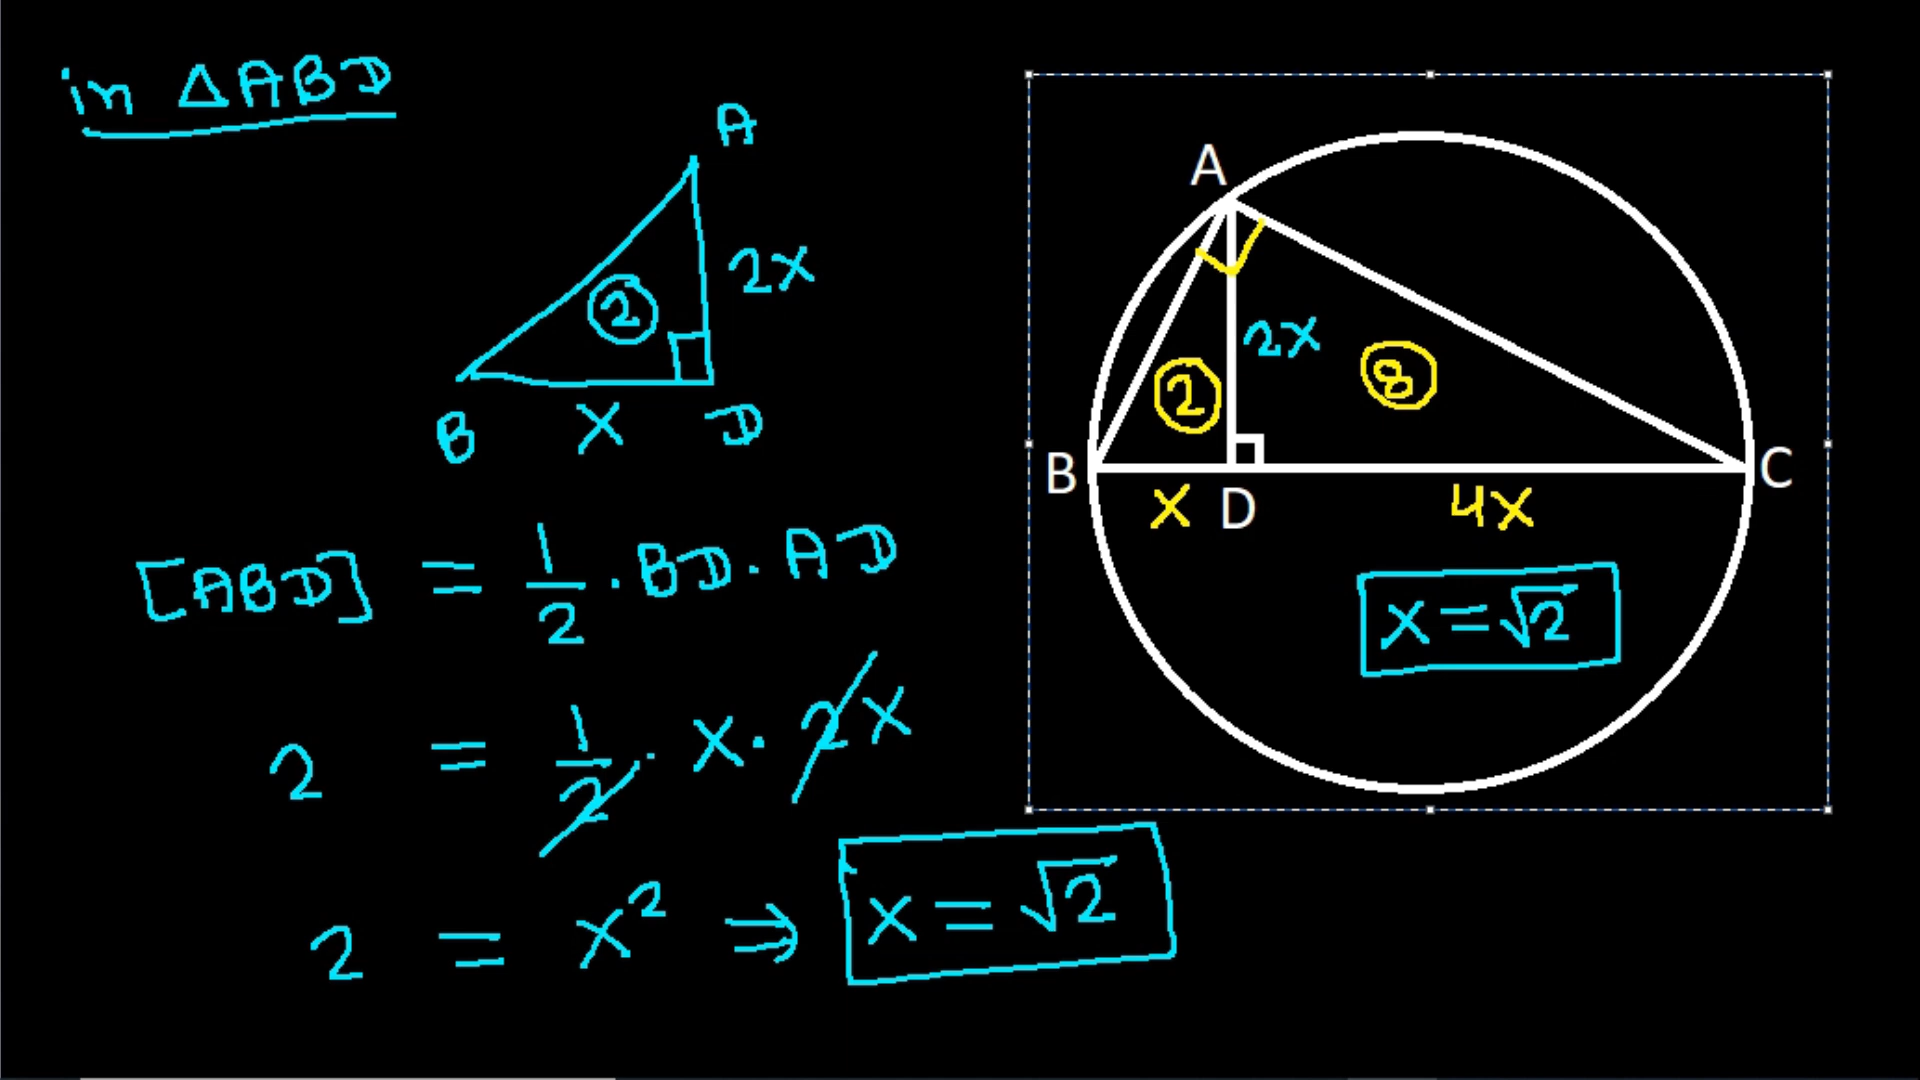 in ΔABD
A
2x
2
B x D
[ABD] = 1/2 · BD · AD
2 = 1/2 · x · 2x
2 = x² ⇒ x = √2
A
2x
2
8
B
C
x D 4x
x = √2